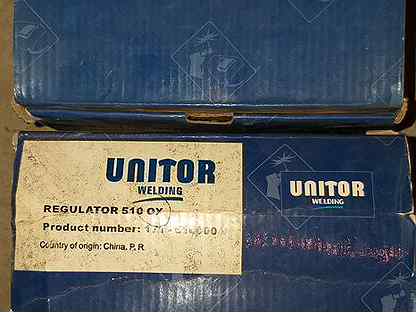 UNITOR
WELDING
REGULATOR 510 OX
Product number:
Country of origin: China, P. R.
UNITOR
WELDING